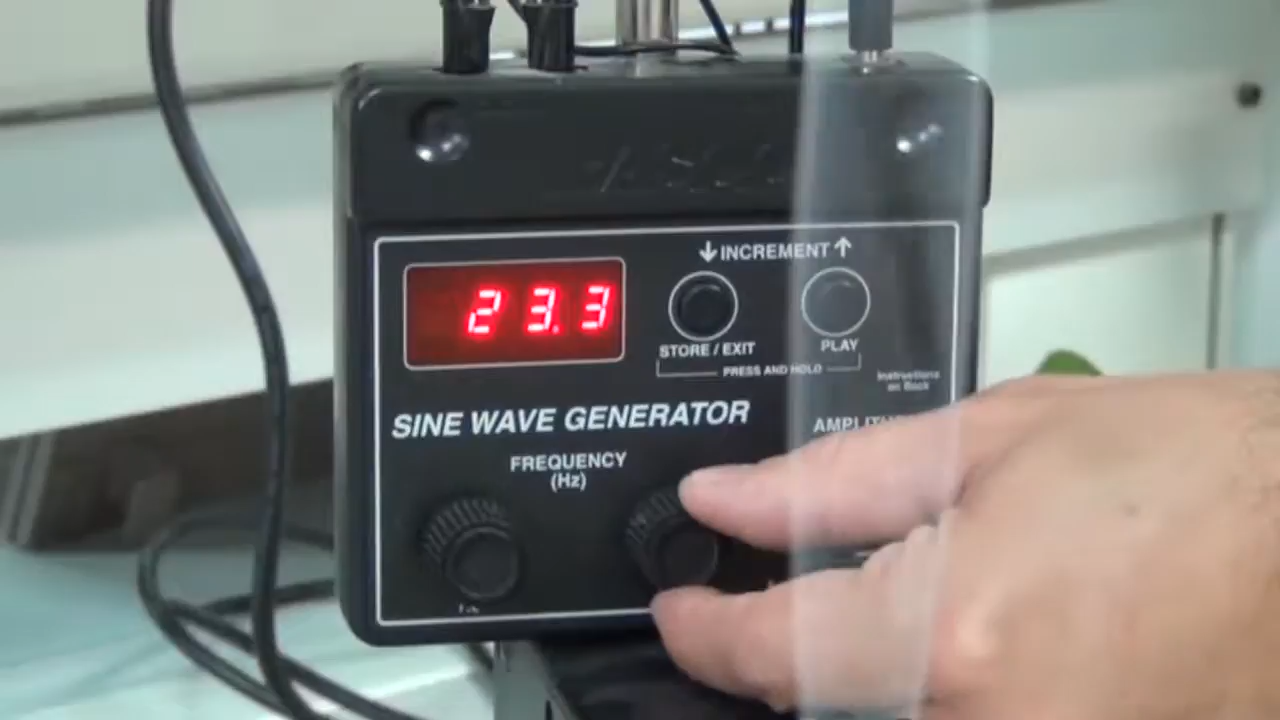 ↓ INCREMENT ↑
23.3
STORE / EXIT
PLAY
PRESS AND HOLD
Instructions
on Back
SINE WAVE GENERATOR
FREQUENCY
(Hz)